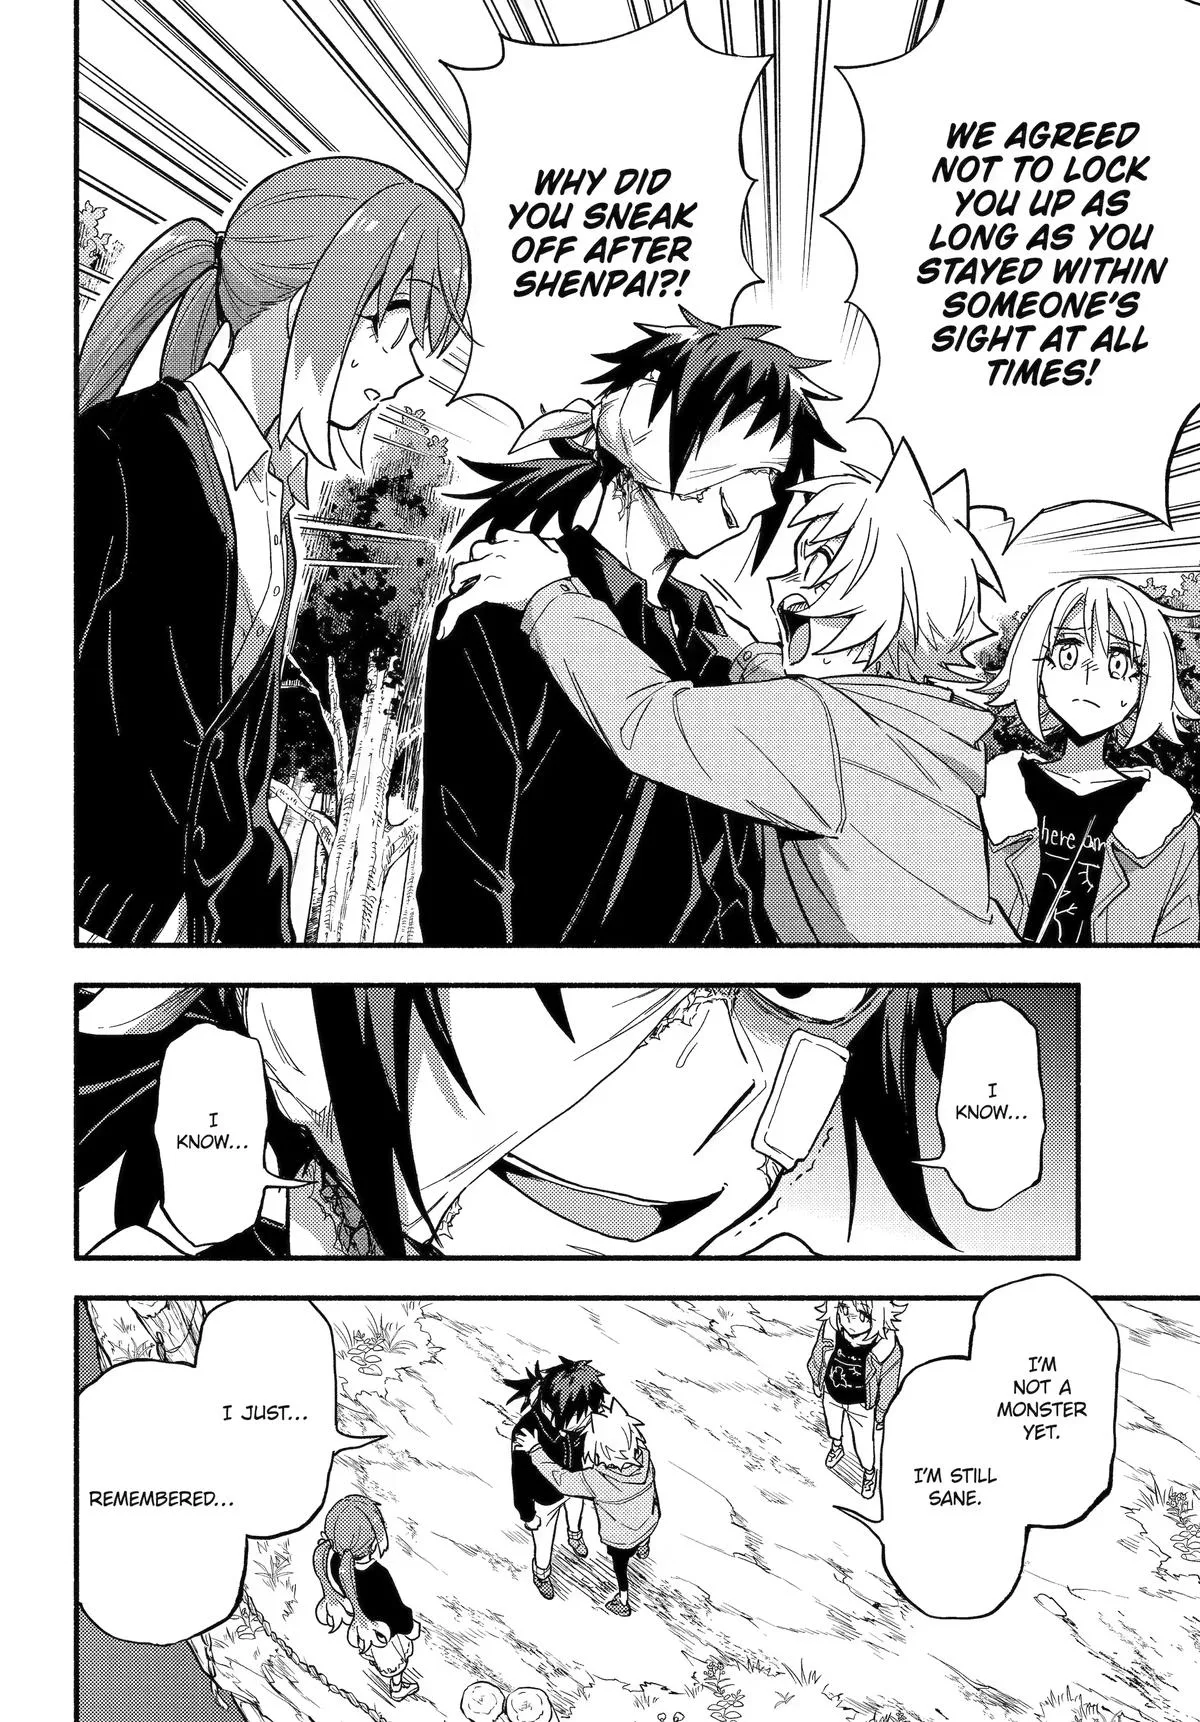 WE AGREED
NOT TO LOCK
YOU UP AS
LONG AS YOU
STAYED WITHIN
SOMEONE'S
SIGHT AT ALL
TIMES!
WHY DID
YOU SNEAK
OFF AFTER
SHENPAI?!
here am
I
KNOW...
I
KNOW...
I'M
NOT A
MONSTER
YET.
I'M STILL
SANE.
I JUST...
REMEMBERED...